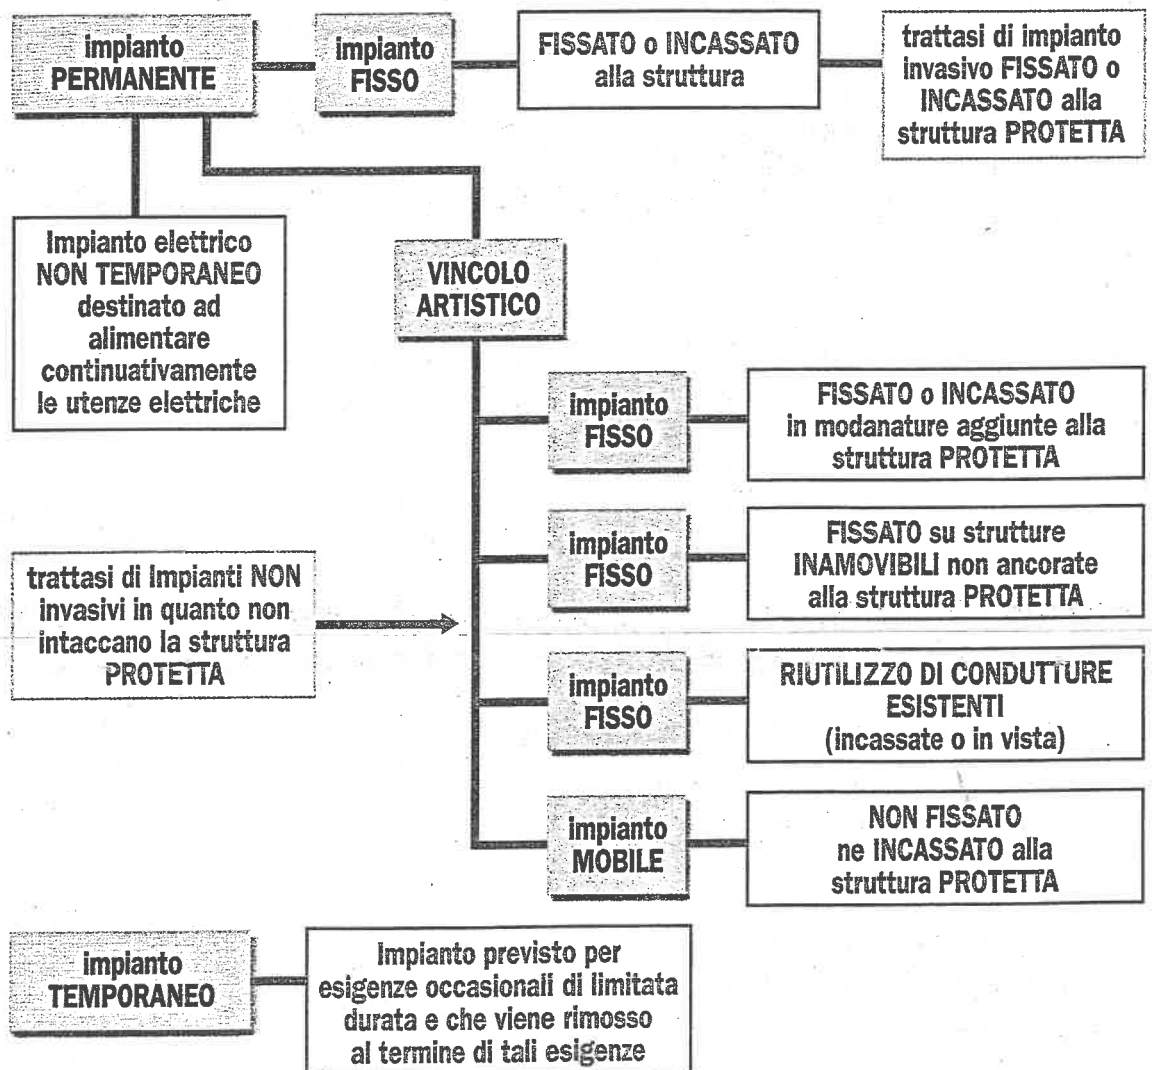 impianto
PERMANENTE
impianto
FISSO
FISSATO o INCASSATO
alla struttura
trattasi di impianto
invasivo FISSATO o
INCASSATO alla
struttura PROTETTA
Impianto elettrico
NON TEMPORANEO
destinato ad
alimentare
continuativamente
le utenze elettriche
VINCOLO
ARTISTICO
impianto
FISSO
FISSATO o INCASSATO
in modanature aggiunte alla
struttura PROTETTA
impianto
FISSO
FISSATO su strutture
INAMOVIBILI non ancorate
alla struttura PROTETTA
trattasi di Impianti NON
invasivi in quanto non
intaccano la struttura
PROTETTA
impianto
FISSO
RIUTILIZZO DI CONDUTTURE
ESISTENTI
(incassate o in vista)
impianto
MOBILE
NON FISSATO
ne INCASSATO alla
struttura PROTETTA
impianto
TEMPORANEO
Impianto previsto per
esigenze occasionali di limitata
durata e che viene rimosso
al termine di tali esigenze